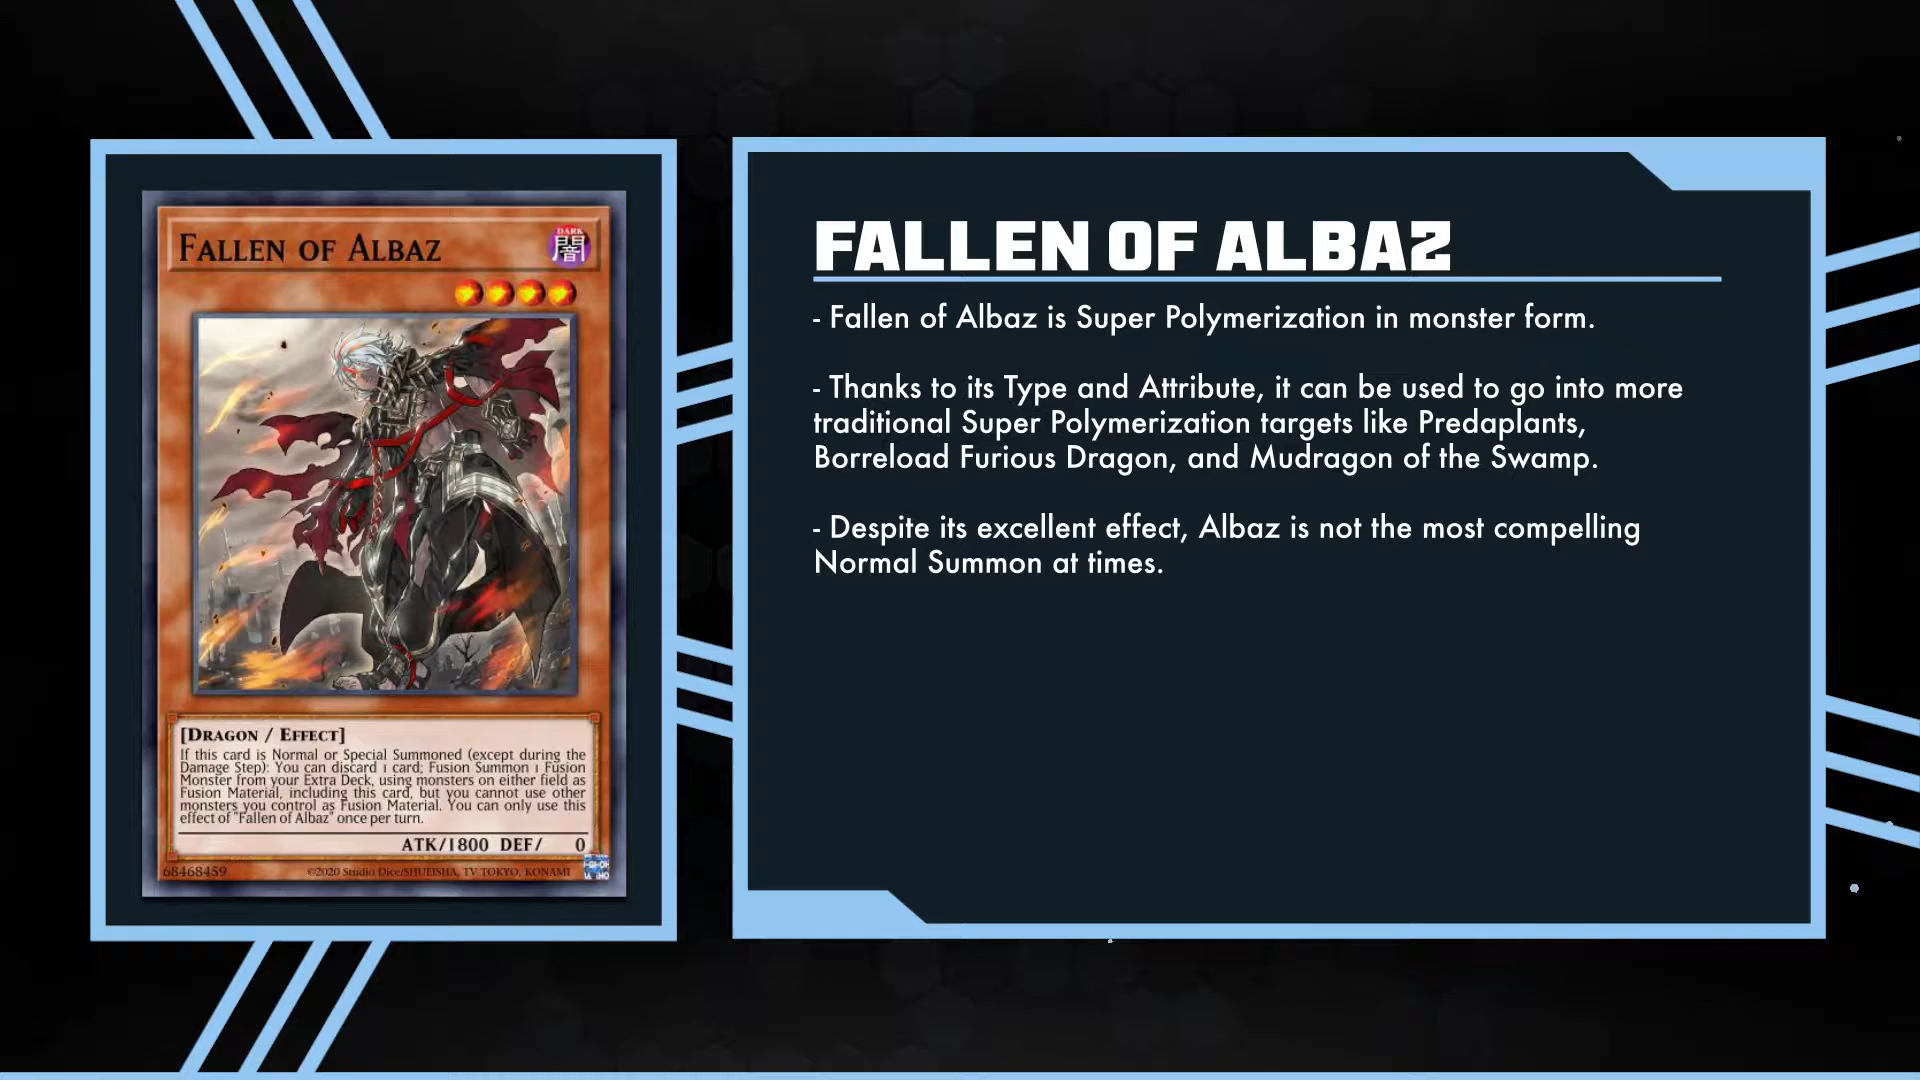 FALLEN OF ALBAZ
DARK
闇
[DRAGON / EFFECT]
If this card is Normal or Special Summoned (except during the
Damage Step): You can discard 1 card; Fusion Summon 1 Fusion
Monster from your Extra Deck, using monsters on either field as
Fusion Material, including this card, but you cannot use other
monsters you control as Fusion Material. You can only use this
effect of "Fallen of Albaz" once per turn.
ATK/1800 DEF/ 0
68468459 ©2020 Studio Dice/SHUEISHA, TV TOKYO, KONAMI
FALLEN OF ALBAZ
- Fallen of Albaz is Super Polymerization in monster form.
- Thanks to its Type and Attribute, it can be used to go into more
traditional Super Polymerization targets like Predaplants,
Borreload Furious Dragon, and Mudragon of the Swamp.
- Despite its excellent effect, Albaz is not the most compelling
Normal Summon at times.